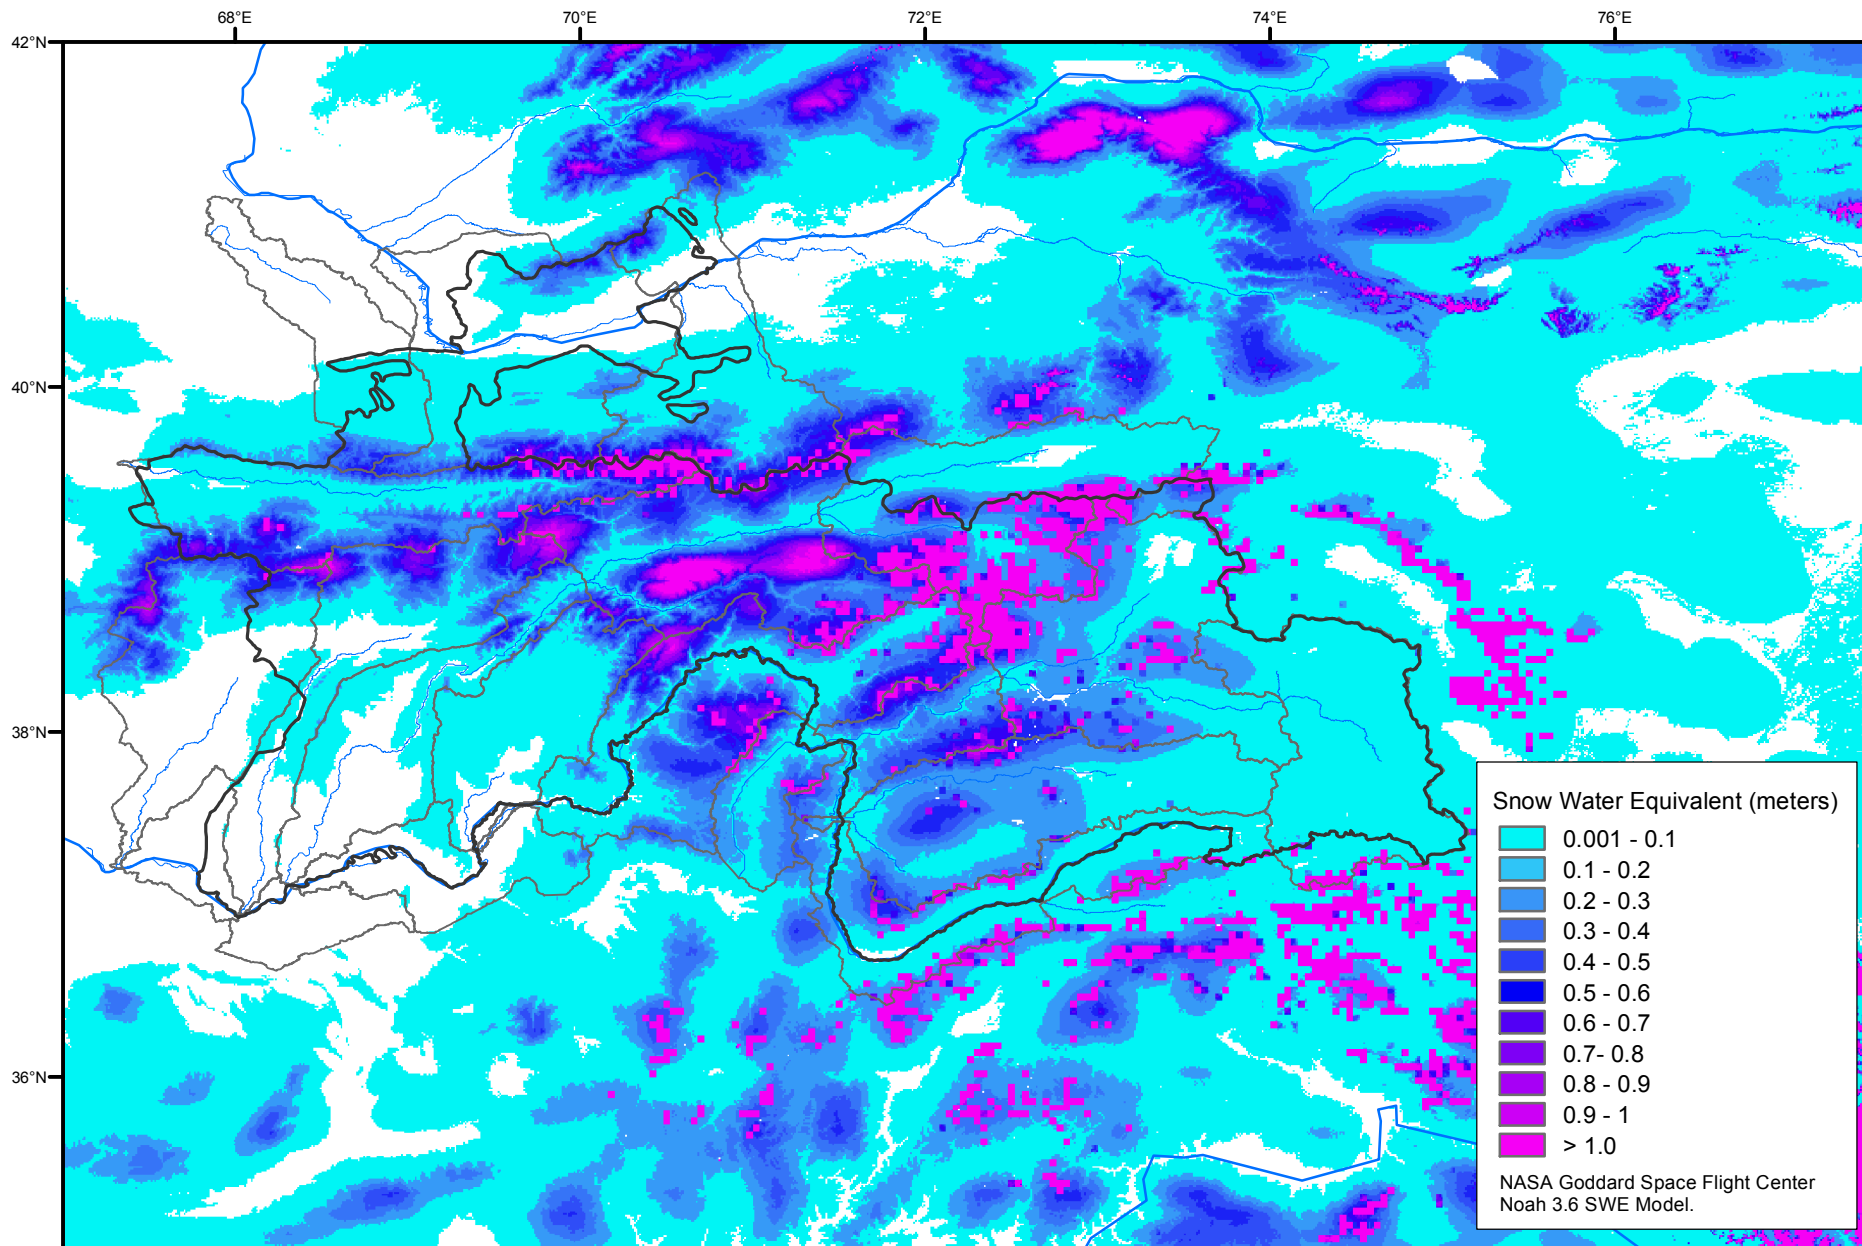 68°E
70°E
72°E
74°E
76°E
42°N
40°N
38°N
36°N
Snow Water Equivalent (meters)
0.001 - 0.1
0.1 - 0.2
0.2 - 0.3
0.3 - 0.4
0.4 - 0.5
0.5 - 0.6
0.6 - 0.7
0.7- 0.8
0.8 - 0.9
0.9 - 1
> 1.0
NASA Goddard Space Flight Center
Noah 3.6 SWE Model.